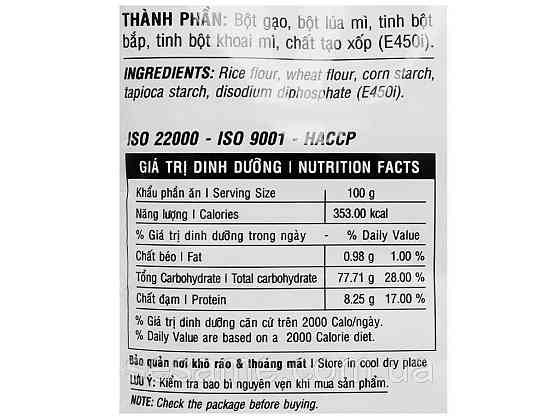 THÀNH PHẦN: Bột gạo, bột lúa mì, tinh bột
bắp, tinh bột khoai mì, chất tạo xốp (E450i).
INGREDIENTS: Rice flour, wheat flour, corn starch,
tapioca starch, disodium diphosphate (E450i).
ISO 22000 - ISO 9001 - HACCP
GIÁ TRỊ DINH DƯỠNG I NUTRITION FACTS
Khẩu phần ăn I Serving Size 100 g
Năng lượng I Calories 353.00 kcal
% Giá trị dinh dưỡng trong ngày - % Daily Value
Chất béo I Fat 0.98 g 1.00 %
Tổng Carbohydrate I Total carbohydrate 77.71 g 28.00 %
Chất đạm I Protein 8.25 g 17.00 %
% Giá trị dinh dưỡng căn cứ trên 2000 Calo/ngày.
% Daily Value are based on a 2000 Calorie diet.
Bảo quản nơi khô ráo & thoáng mát I Store in cool dry place
LƯU Ý: Kiểm tra bao bì nguyên vẹn khi mua sản phẩm.
NOTE: Check the package before buying.